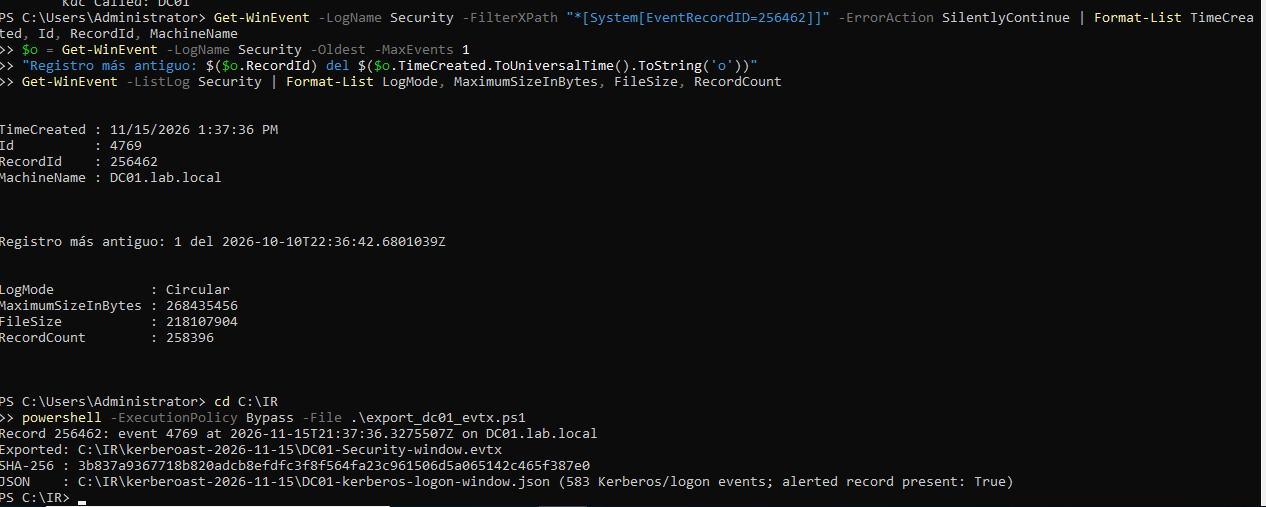 Kdc Called: DC01
PS C:\Users\Administrator> Get-WinEvent -LogName Security -FilterXPath "*[System[EventRecordID=256462]]" -ErrorAction SilentlyContinue | Format-List TimeCrea
ted, Id, RecordId, MachineName
>> $o = Get-WinEvent -LogName Security -Oldest -MaxEvents 1
>> "Registro más antiguo: $($o.RecordId) del $($o.TimeCreated.ToUniversalTime().ToString('o'))"
>> Get-WinEvent -ListLog Security | Format-List LogMode, MaximumSizeInBytes, FileSize, RecordCount
TimeCreated : 11/15/2026 1:37:36 PM
Id          : 4769
RecordId    : 256462
MachineName : DC01.lab.local
Registro más antiguo: 1 del 2026-10-10T22:36:42.6801039Z
LogMode            : Circular
MaximumSizeInBytes : 268435456
FileSize           : 218107904
RecordCount        : 258396
PS C:\Users\Administrator> cd C:\IR
>> powershell -ExecutionPolicy Bypass -File .\export_dc01_evtx.ps1
Record 256462: event 4769 at 2026-11-15T21:37:36.3275507Z on DC01.lab.local
Exported: C:\IR\kerberoast-2026-11-15\DC01-Security-window.evtx
SHA-256 : 3b837a9367718b820adcb8efdfc3f8f564fa23c961506d5a065142c465f387e0
JSON    : C:\IR\kerberoast-2026-11-15\DC01-kerberos-logon-window.json (583 Kerberos/logon events; alerted record present: True)
PS C:\IR>